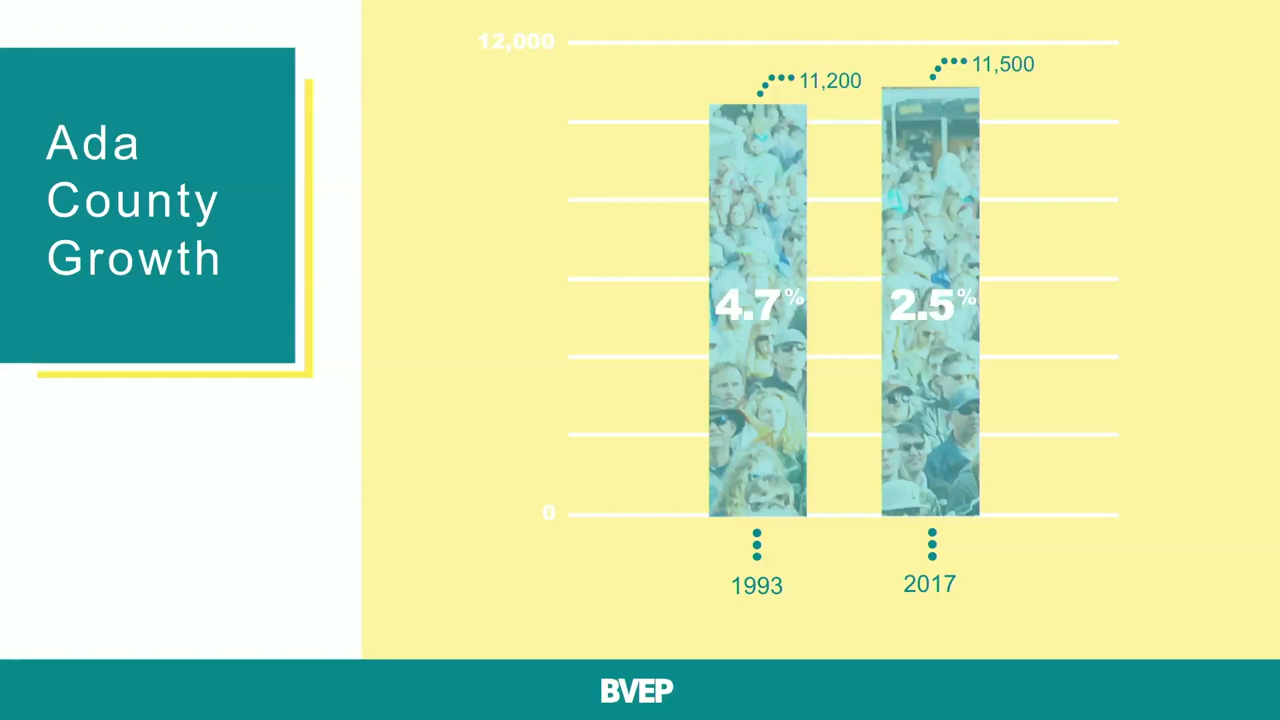 Ada
County
Growth
12,000
11,200
11,500
4.7%
2.5%
0
1993
2017
BVEP